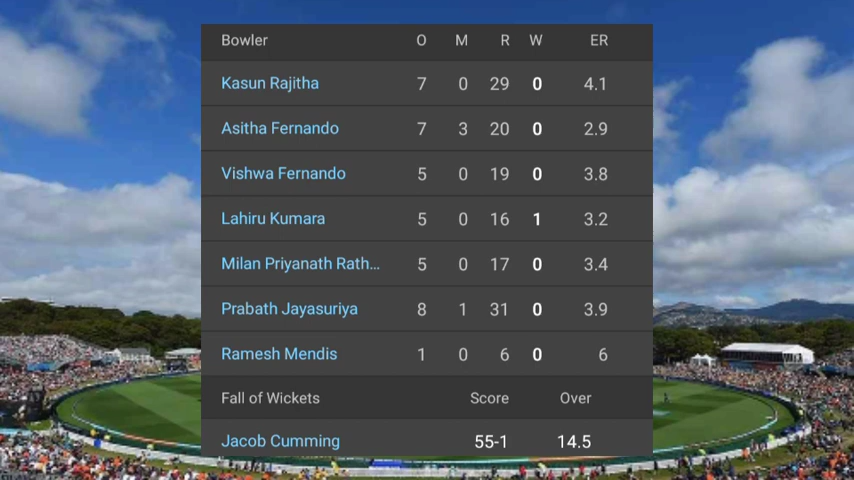 Bowler O M R W ER
Kasun Rajitha 7 0 29 0 4.1
Asitha Fernando 7 3 20 0 2.9
Vishwa Fernando 5 0 19 0 3.8
Lahiru Kumara 5 0 16 1 3.2
Milan Priyanath Rath... 5 0 17 0 3.4
Prabath Jayasuriya 8 1 31 0 3.9
Ramesh Mendis 1 0 6 0 6
Fall of Wickets Score Over
Jacob Cumming 55-1 14.5